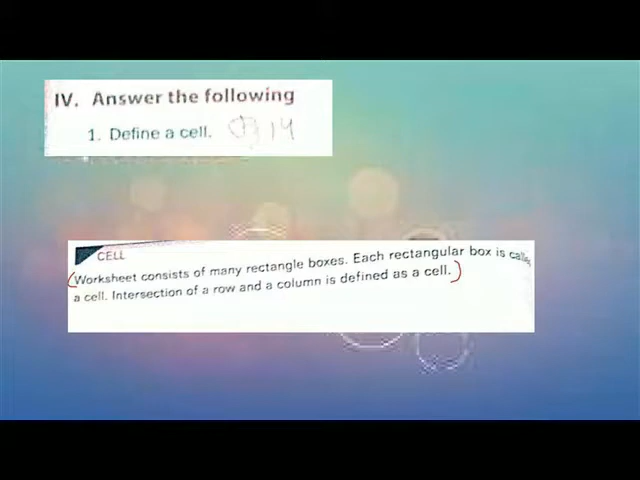 IV. Answer the following
1. Define a cell.
CELL
(Worksheet consists of many rectangle boxes. Each rectangular box is called
a cell. Intersection of a row and a column is defined as a cell.)